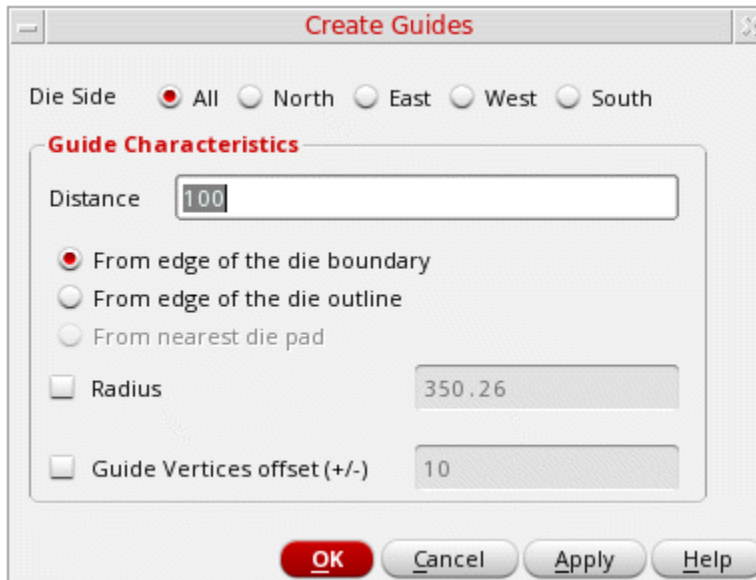 Create Guides
Die Side All North East West South
Guide Characteristics
Distance 100
From edge of the die boundary
From edge of the die outline
From nearest die pad
Radius 350.26
Guide Vertices offset (+/-) 10
OK Cancel Apply Help